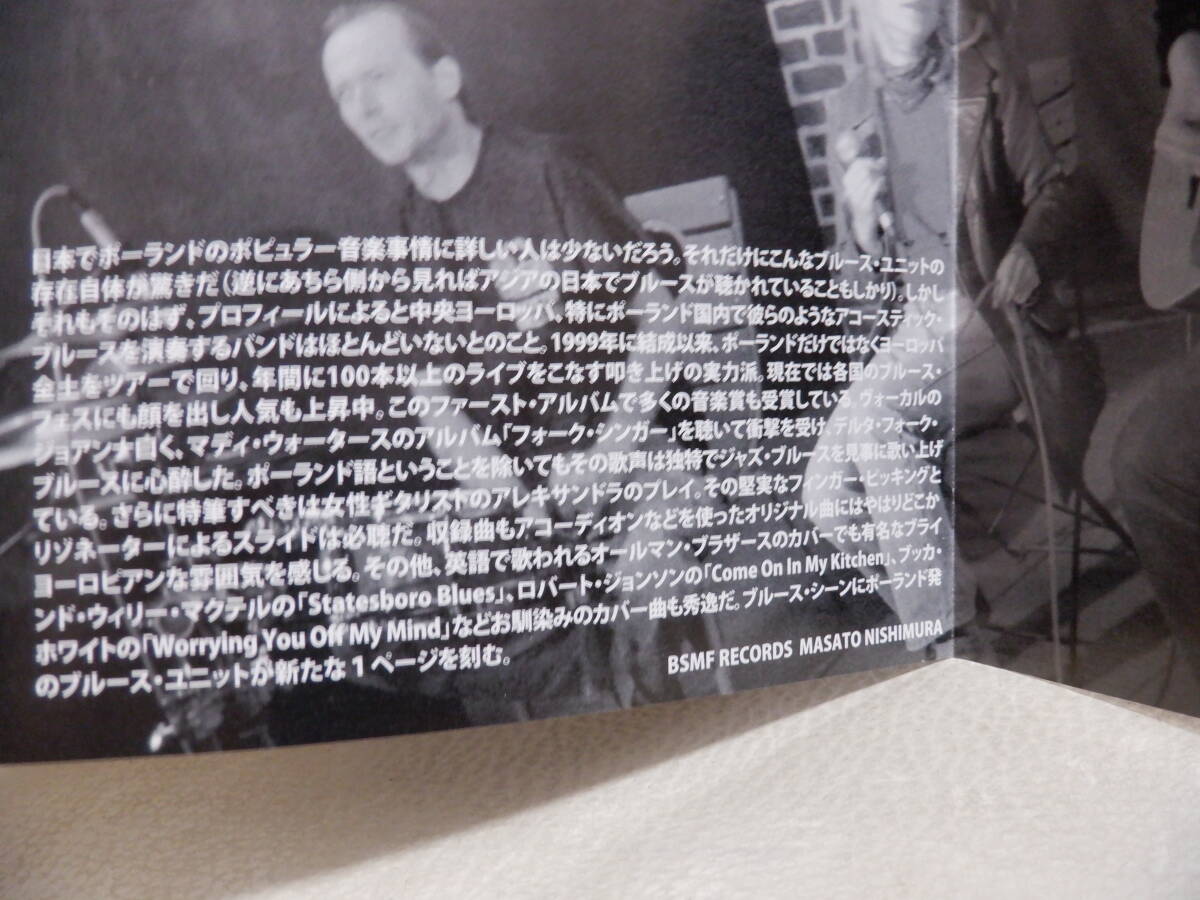 日本でポーランドのポピュラー音楽事情に詳しい人は少ないだろう。それだけにこんなブルース・ユニットの
存在自体が驚きだ(逆にあちら側から見ればアジアの日本でブルースが聴かれていることもしかり)。しかし
それもそのはず、プロフィールによると中央ヨーロッパ、特にポーランド国内で彼らのようなアコースティック・
ブルースを演奏するバンドはほとんどいないとのこと。1999年に結成以来、ポーランドだけではなくヨーロッパ
全土をツアーで回り、年間に100本以上のライブをこなす叩き上げの実力派。現在では各国のブルース・
フェスにも顔を出し人気も上昇中。このファースト・アルバムで多くの音楽賞も受賞している。ヴォーカルの
ジョアンナ曰く、マディ・ウォータースのアルバム「フォーク・シンガー」を聴いて衝撃を受け、デルタ・フォーク・
ブルースに心酔した。ポーランド語ということを除いてもその歌声は独特でジャズ・ブルースを見事に歌い上げ
ている。さらに特筆すべきは女性ギタリストのアレキサンドラのプレイ。その堅実なフィンガー・ピッキングと
リゾネーターによるスライドは必聴だ。収録曲もアコーディオンなどを使ったオリジナル曲にはやはりどこか
ヨーロピアンな雰囲気を感じる。その他、英語で歌われるオールマン・ブラザースのカバーでも有名なブライ
ンド・ウィリー・マクテルの「Statesboro Blues」、ロバート・ジョンソンの「Come On In My Kitchen」、ブッカ・
ホワイトの「Worrying You Off My Mind」などお馴染みのカバー曲も秀逸だ。ブルース・シーンにポーランド発
のブルース・ユニットが新たな1ページを刻む。
BSMF RECORDS MASATO NISHIMURA